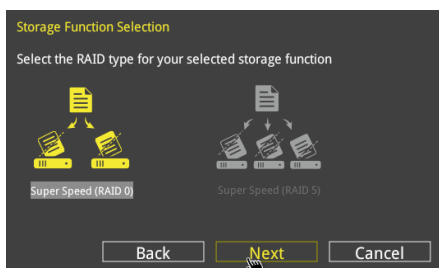 Storage Function Selection
Select the RAID type for your selected storage function
Super Speed (RAID 0)
Super Speed (RAID 5)
Back
Next
Cancel